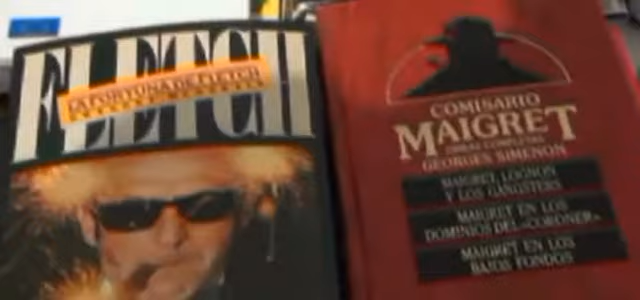 FLETCH
LA FORTUNA DE FLETCH
COMISARIO
MAIGRET
OBRAS COMPLETAS
GEORGES SIMENON
MAIGRET, LOGNON
Y LOS GANGSTERS
MAIGRET EN LOS
DOMINIOS DEL «CORONER»
MAIGRET EN LOS
BAJOS FONDOS